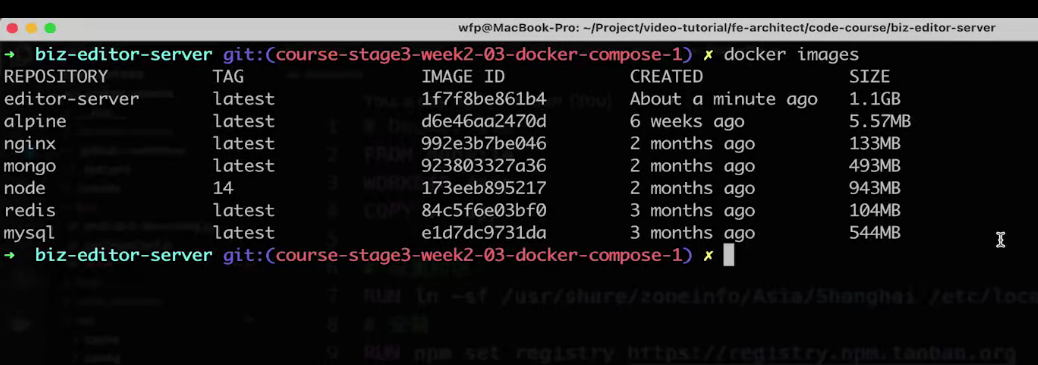 wfp@MacBook-Pro: ~/Project/video-tutorial/fe-architect/code-course/biz-editor-server
➜ biz-editor-server git:(course-stage3-week2-03-docker-compose-1) ✗ docker images
REPOSITORY TAG IMAGE ID CREATED SIZE
editor-server latest 1f7f8be861b4 About a minute ago 1.1GB
alpine latest d6e46aa2470d 6 weeks ago 5.57MB
nginx latest 992e3b7be046 2 months ago 133MB
mongo latest 923803327a36 2 months ago 493MB
node 14 173eeb895217 2 months ago 943MB
redis latest 84c5f6e03bf0 3 months ago 104MB
mysql latest e1d7dc9731da 3 months ago 544MB
➜ biz-editor-server git:(course-stage3-week2-03-docker-compose-1) ✗
7 RUN ln -sf /usr/share/zoneinfo/Asia/Shanghai /etc/loca
8 # 安装
9 RUN npm set registry https://registry.npm.taobao.org